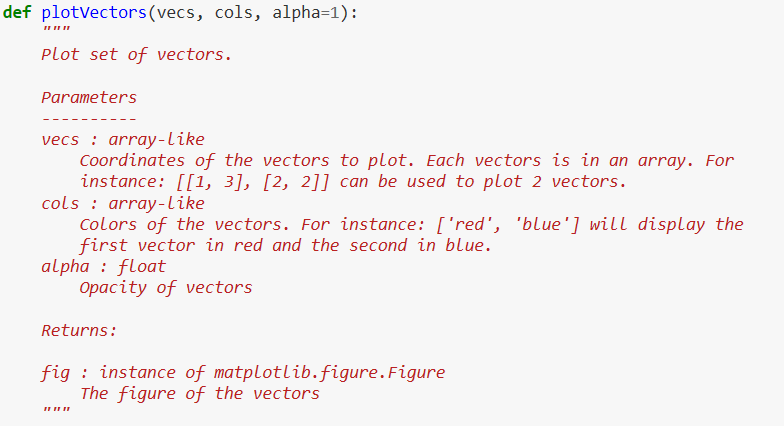 def plotVectors(vecs, cols, alpha=1):
"""
Plot set of vectors.
Parameters
----------
vecs : array-like
Coordinates of the vectors to plot. Each vectors is in an array. For
instance: [[1, 3], [2, 2]] can be used to plot 2 vectors.
cols : array-like
Colors of the vectors. For instance: ['red', 'blue'] will display the
first vector in red and the second in blue.
alpha : float
Opacity of vectors
Returns:
fig : instance of matplotlib.figure.Figure
The figure of the vectors
"""